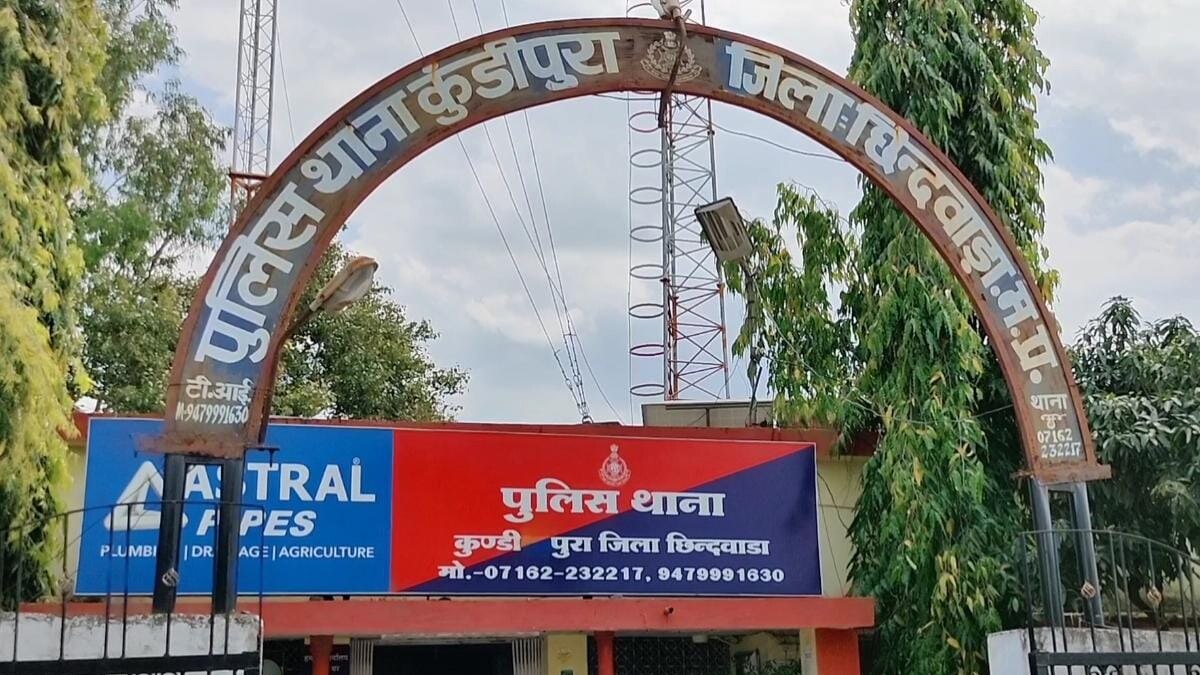 पुलिस थाना कुंडीपुरा जिला:छिन्दवाड़ा म.प्र.
टी.आई.
M-9479991630
थाना
07162
232217
ASTRAL
PIPES
PLUMBING | DRAINAGE | AGRICULTURE
पुलिस थाना
कुण्डी पुरा जिला छिन्दवाडा
मो.-07162-232217, 9479991630